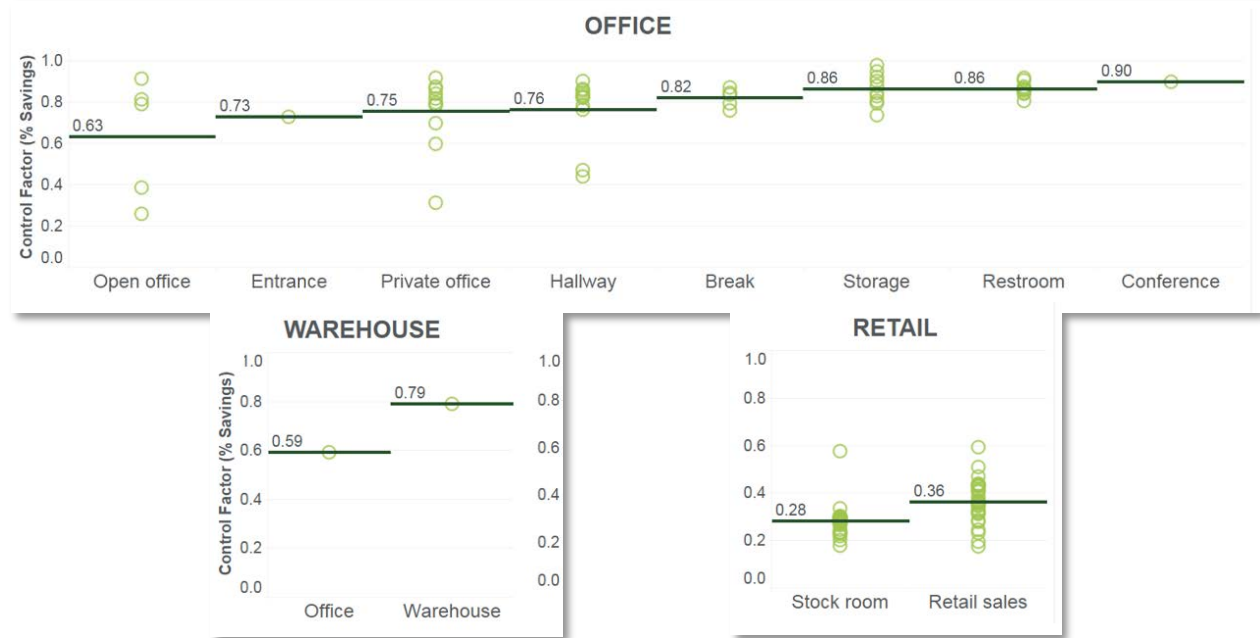 OFFICE
Control Factor (% Savings)
1.0
0.8
0.6
0.4
0.2
0.0
0.63
0.73
0.75
0.76
0.82
0.86
0.86
0.90
Open office
Entrance
Private office
Hallway
Break
Storage
Restroom
Conference
WAREHOUSE
Control Factor (% Savings)
1.0
0.8
0.6
0.4
0.2
0.0
0.59
0.79
Office
Warehouse
1.0
0.8
0.6
0.4
0.2
0.0
RETAIL
1.0
0.8
0.6
0.4
0.2
0.0
0.28
0.36
Stock room
Retail sales